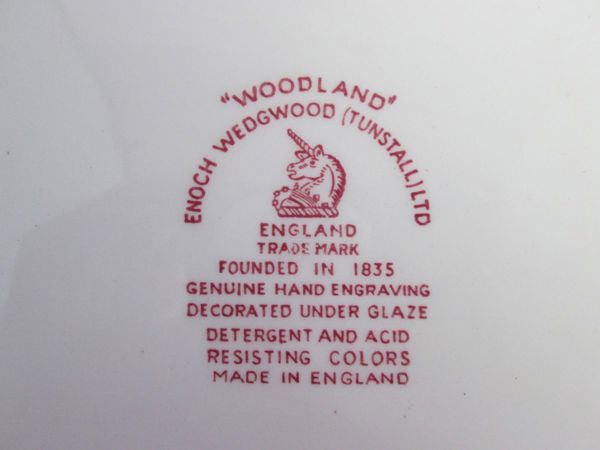 "WOODLAND"
ENOCH WEDGWOOD (TUNSTALL) LTD
ENGLAND
TRADE MARK
FOUNDED IN 1835
GENUINE HAND ENGRAVING
DECORATED UNDER GLAZE
DETERGENT AND ACID
RESISTING COLORS
MADE IN ENGLAND